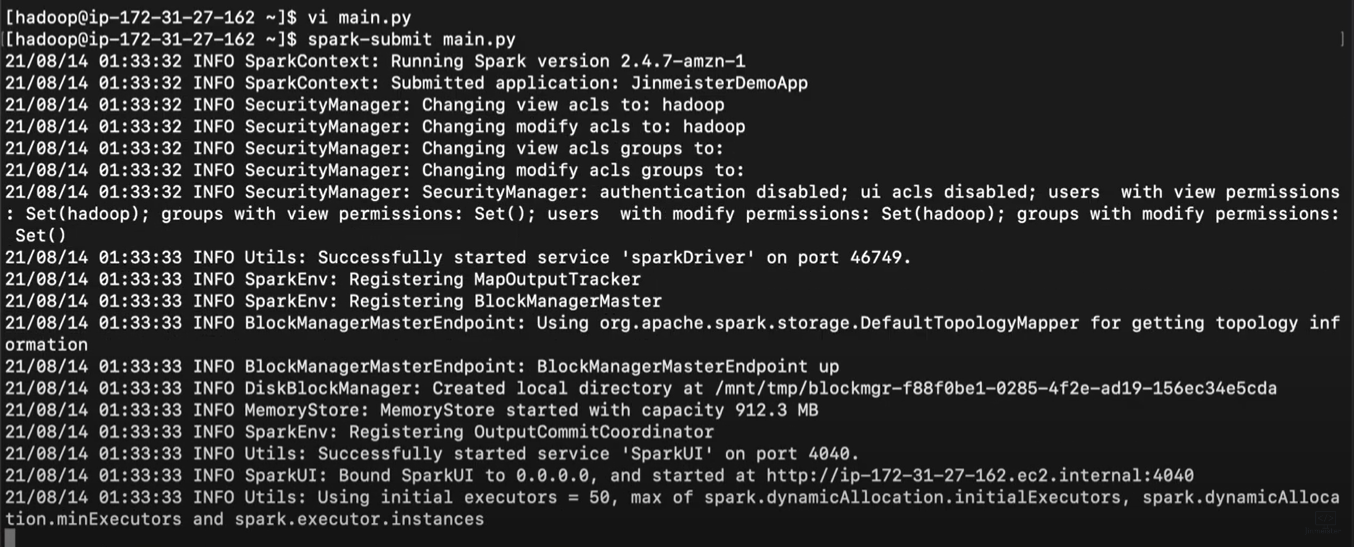 [hadoop@ip-172-31-27-162 ~]$ vi main.py
[hadoop@ip-172-31-27-162 ~]$ spark-submit main.py ]
21/08/14 01:33:32 INFO SparkContext: Running Spark version 2.4.7-amzn-1
21/08/14 01:33:32 INFO SparkContext: Submitted application: JinmeisterDemoApp
21/08/14 01:33:32 INFO SecurityManager: Changing view acls to: hadoop
21/08/14 01:33:32 INFO SecurityManager: Changing modify acls to: hadoop
21/08/14 01:33:32 INFO SecurityManager: Changing view acls groups to:
21/08/14 01:33:32 INFO SecurityManager: Changing modify acls groups to:
21/08/14 01:33:32 INFO SecurityManager: SecurityManager: authentication disabled; ui acls disabled; users  with view permissions
: Set(hadoop); groups with view permissions: Set(); users  with modify permissions: Set(hadoop); groups with modify permissions:
 Set()
21/08/14 01:33:33 INFO Utils: Successfully started service 'sparkDriver' on port 46749.
21/08/14 01:33:33 INFO SparkEnv: Registering MapOutputTracker
21/08/14 01:33:33 INFO SparkEnv: Registering BlockManagerMaster
21/08/14 01:33:33 INFO BlockManagerMasterEndpoint: Using org.apache.spark.storage.DefaultTopologyMapper for getting topology inf
ormation
21/08/14 01:33:33 INFO BlockManagerMasterEndpoint: BlockManagerMasterEndpoint up
21/08/14 01:33:33 INFO DiskBlockManager: Created local directory at /mnt/tmp/blockmgr-f88f0be1-0285-4f2e-ad19-156ec34e5cda
21/08/14 01:33:33 INFO MemoryStore: MemoryStore started with capacity 912.3 MB
21/08/14 01:33:33 INFO SparkEnv: Registering OutputCommitCoordinator
21/08/14 01:33:33 INFO Utils: Successfully started service 'SparkUI' on port 4040.
21/08/14 01:33:33 INFO SparkUI: Bound SparkUI to 0.0.0.0, and started at http://ip-172-31-27-162.ec2.internal:4040
21/08/14 01:33:33 INFO Utils: Using initial executors = 50, max of spark.dynamicAllocation.initialExecutors, spark.dynamicAlloca
tion.minExecutors and spark.executor.instances